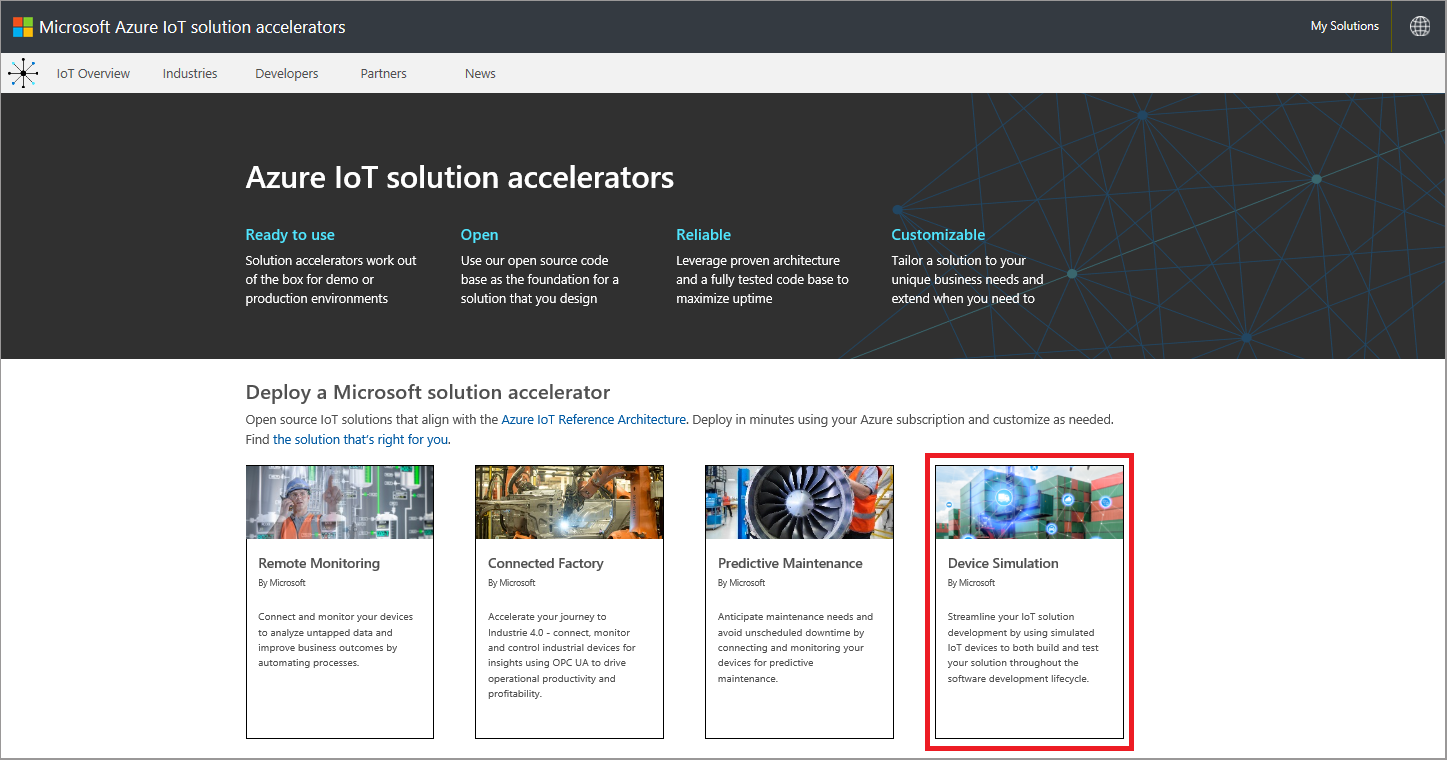 Microsoft Azure IoT solution accelerators
My Solutions
IoT Overview
Industries
Developers
Partners
News
Azure IoT solution accelerators
Ready to use
Solution accelerators work out
of the box for demo or
production environments
Open
Use our open source code
base as the foundation for a
solution that you design
Reliable
Leverage proven architecture
and a fully tested code base to
maximize uptime
Customizable
Tailor a solution to your
unique business needs and
extend when you need to
Deploy a Microsoft solution accelerator
Open source IoT solutions that align with the Azure IoT Reference Architecture. Deploy in minutes using your Azure subscription and customize as needed.
Find the solution that's right for you.
Remote Monitoring
By Microsoft
Connect and monitor your devices
to analyze untapped data and
improve business outcomes by
automating processes.
Connected Factory
By Microsoft
Accelerate your journey to
Industrie 4.0 - connect, monitor
and control industrial devices for
insights using OPC UA to drive
operational productivity and
profitability.
Predictive Maintenance
By Microsoft
Anticipate maintenance needs and
avoid unscheduled downtime by
connecting and monitoring your
devices for predictive
maintenance.
Device Simulation
By Microsoft
Streamline your IoT solution
development by using simulated
IoT devices to both build and test
your solution throughout the
software development lifecycle.